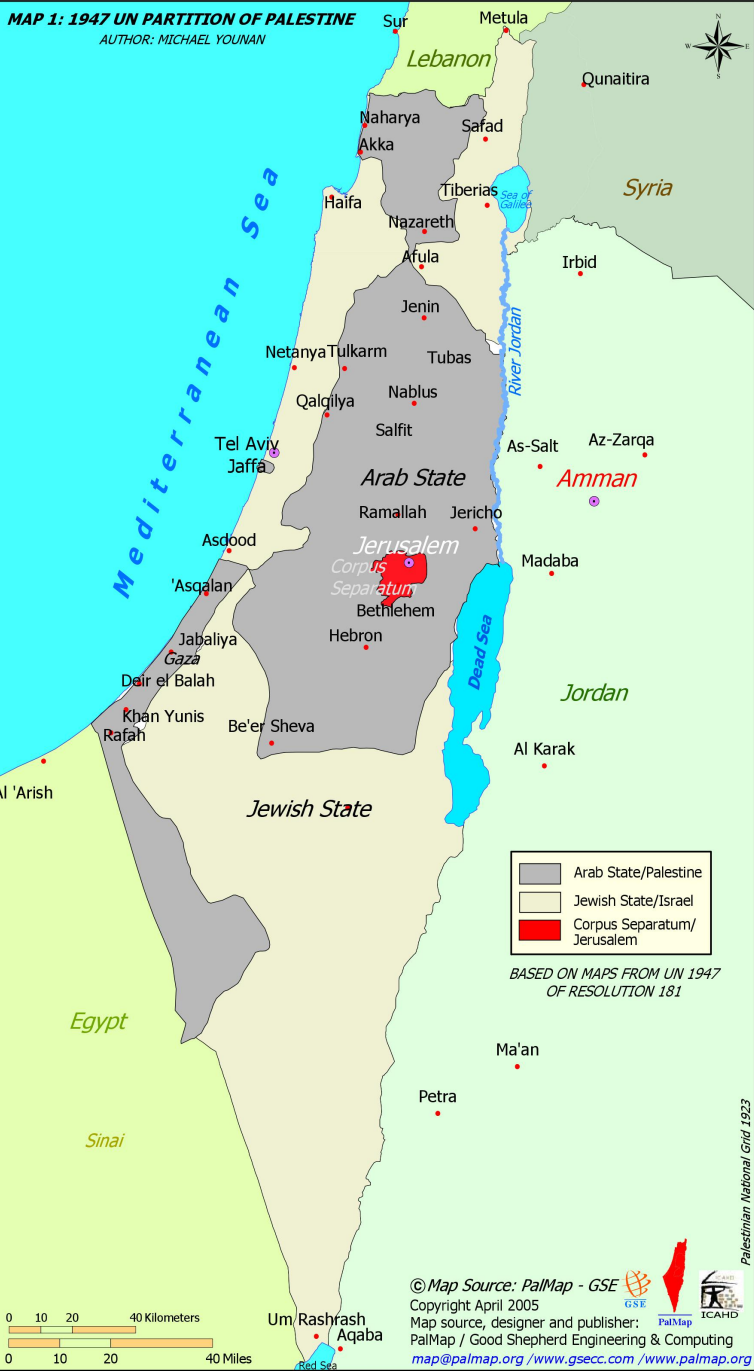 MAP 1: 1947 UN PARTITION OF PALESTINE
AUTHOR: MICHAEL YOUNAN
Sur
Metula
N
W
E
S
Lebanon
Qunaitira
Naharya
Safad
Akka
Syria
Tiberias
Sea of
Galilee
Haifa
Nazareth
Afula
Irbid
Mediterranean Sea
Jenin
River Jordan
Netanya
Tulkarm
Tubas
Nablus
Qalqilya
Salfit
Tel Aviv
Jaffa
As-Salt
Az-Zarqa
Arab State
Amman
Ramallah
Jericho
Asdood
Jerusalem
Corpus
Separatum
Madaba
'Asqalan
Bethlehem
Jabaliya
Hebron
Gaza
Dead Sea
Deir el Balah
Jordan
Khan Yunis
Be'er Sheva
Rafah
Al Karak
Al 'Arish
Jewish State
Arab State/Palestine
Jewish State/Israel
Corpus Separatum/
Jerusalem
BASED ON MAPS FROM UN 1947
OF RESOLUTION 181
Egypt
Ma'an
Petra
Sinai
Palestinian National Grid 1923
© Map Source: PalMap - GSE
GSE
PalMap
ICAHD
ICAHD
Copyright April 2005
Map source, designer and publisher:
PalMap / Good Shepherd Engineering & Computing
map@palmap.org /www.gsecc.com /www.palmap.org
0 10 20 40 Kilometers
0 10 20 40 Miles
Um Rashrash
Aqaba
Red Sea